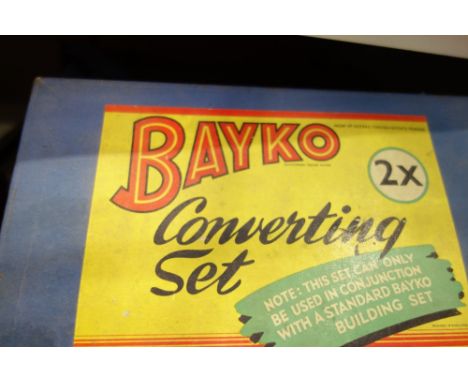 BAYKO
2X
Converting
Set
NOTE: THIS SET CAN ONLY
BE USED IN CONJUNCTION
WITH A STANDARD BAYKO
BUILDING SET